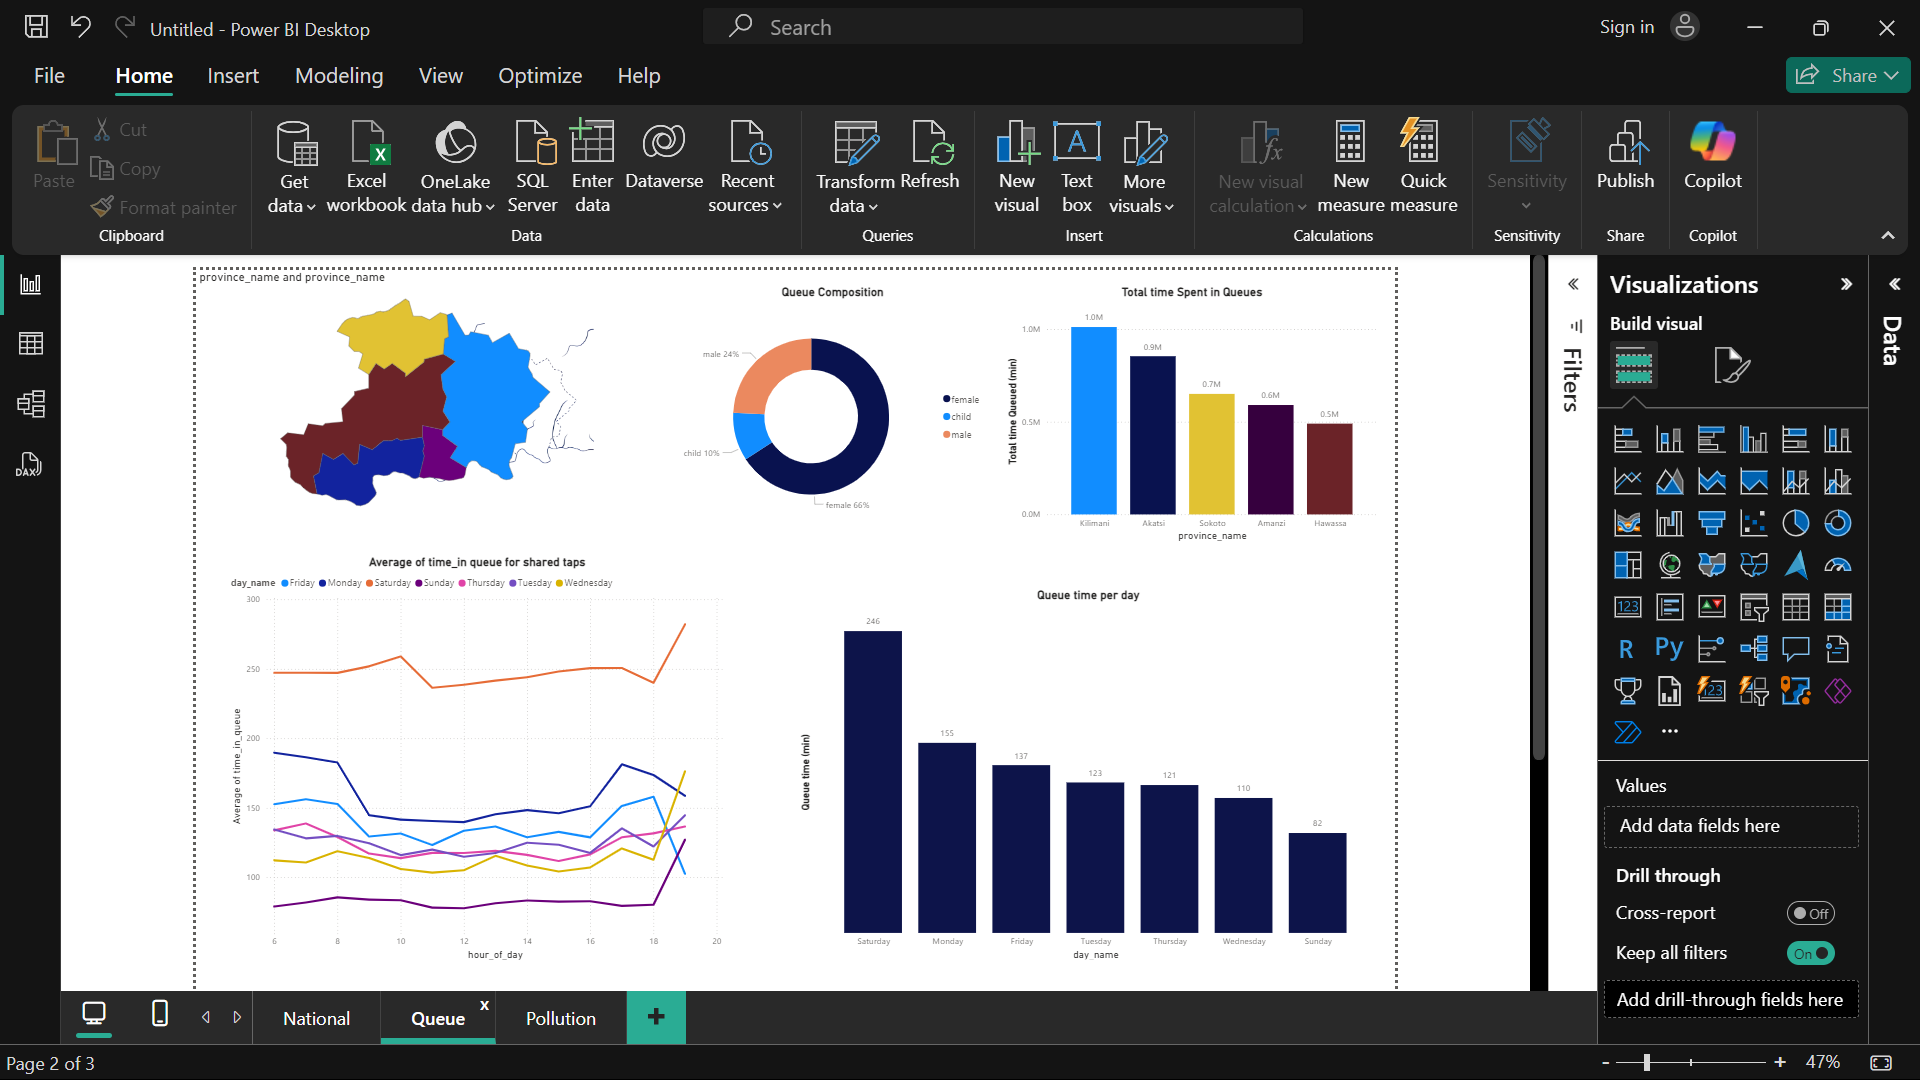 Untitled - Power BI Desktop
Search
Sign in
File
Home
Insert
Modeling
View
Optimize
Help
Share
Paste
Cut
Copy
Format painter
Clipboard
Get data
Excel workbook
OneLake data hub
SQL Server
Enter data
Dataverse
Recent sources
Data
Transform data
Refresh
Queries
New visual
Text box
More visuals
Insert
New visual calculation
New measure
Quick measure
Calculations
Sensitivity
Sensitivity
Publish
Share
Copilot
Copilot
DAX
province_name and province_name
Queue Composition
male 24%
child 10%
female 66%
female
child
male
Total time Spent in Queues
Total time Queued (min)
1.0M
0.5M
0.0M
1.0M
0.9M
0.7M
0.6M
0.5M
Kilimani
Akatsi
Sokoto
Amanzi
Hawassa
province_name
Average of time_in queue for shared taps
day_name Friday Monday Saturday Sunday Thursday Tuesday Wednesday
Average of time_in_queue
300
250
200
150
100
6 8 10 12 14 16 18 20
hour_of_day
Queue time per day
Queue time (min)
246
155
137
123
121
110
82
Saturday
Monday
Friday
Tuesday
Thursday
Wednesday
Sunday
day_name
Filters
Visualizations
Build visual
123
R
Py
123
Values
Add data fields here
Drill through
Cross-report
Off
Keep all filters
On
Add drill-through fields here
Data
National
Queue
x
Pollution
+
Page 2 of 3
-
+
47%